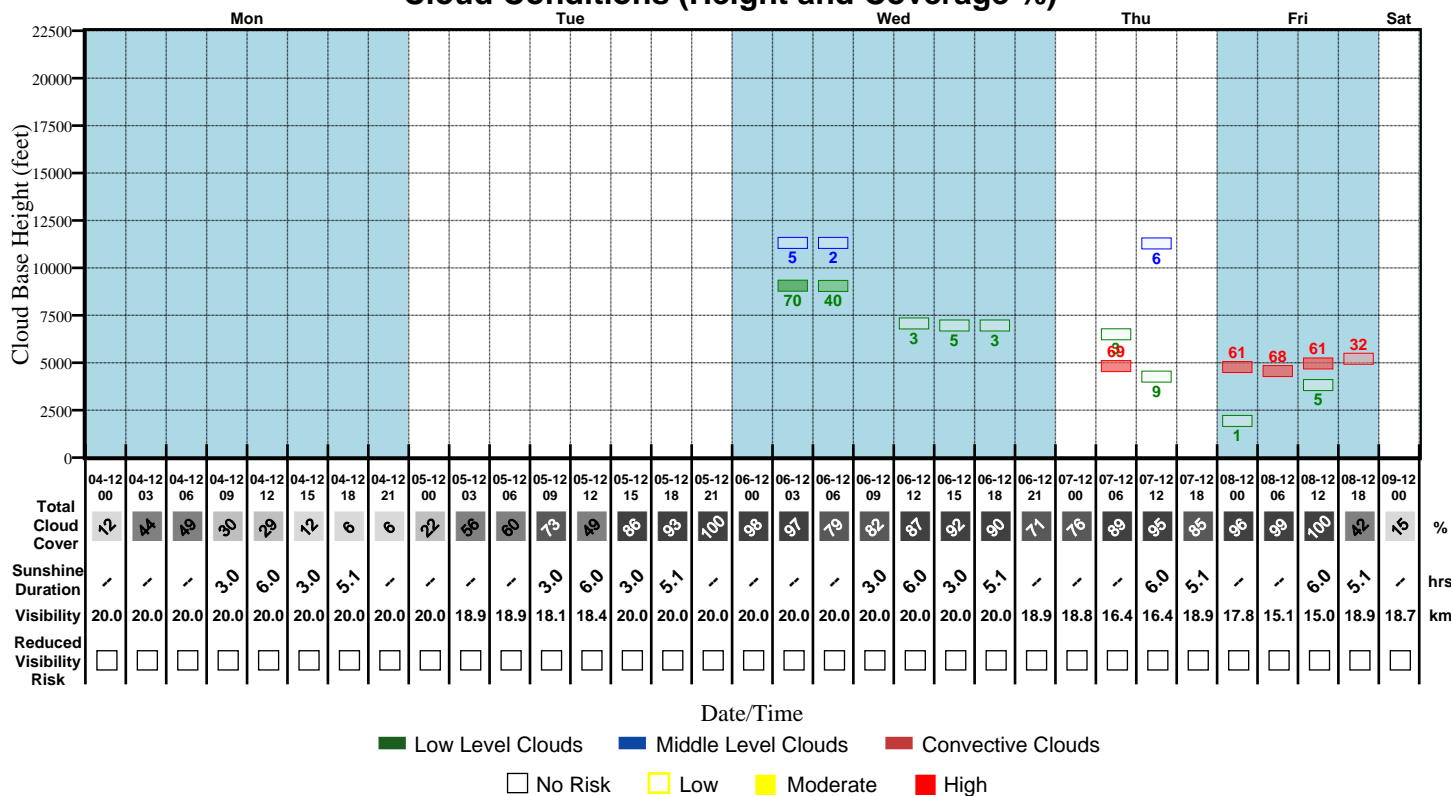 Cloud Conditions (Height and Coverage %)
Mon Tue Wed Thu Fri Sat
Cloud Base Height (feet)
22500
20000
17500
15000
12500
10000
7500
5000
2500
0
5 2 6
70 40
3 5 3
3
69
9
61 68 61 32
5
1
04-12 04-12 04-12 04-12 04-12 04-12 04-12 04-12 05-12 05-12 05-12 05-12 05-12 05-12 05-12 05-12 06-12 06-12 06-12 06-12 06-12 06-12 06-12 06-12 07-12 07-12 07-12 07-12 08-12 08-12 08-12 08-12 09-12
00 03 06 09 12 15 18 21 00 03 06 09 12 15 18 21 00 03 06 09 12 15 18 21 00 06 12 18 00 06 12 18 00
Total
Cloud
Cover
12 44 49 30 29 12 6 6 22 56 60 73 49 86 93 100 98 97 79 82 87 92 90 71 76 89 95 85 96 99 100 42 15 %
Sunshine
Duration
-- -- -- 3.0 6.0 3.0 5.1 -- -- -- -- 3.0 6.0 3.0 5.1 -- -- -- -- 3.0 6.0 3.0 5.1 -- -- -- 6.0 5.1 -- -- 6.0 5.1 -- hrs
Visibility 20.0 20.0 20.0 20.0 20.0 20.0 20.0 20.0 20.0 18.9 18.9 18.1 18.4 20.0 20.0 20.0 20.0 20.0 20.0 20.0 20.0 20.0 20.0 18.9 18.8 16.4 16.4 18.9 17.8 15.1 15.0 18.9 18.7 km
Reduced
Visibility
Risk
Date/Time
Low Level Clouds Middle Level Clouds Convective Clouds
No Risk Low Moderate High